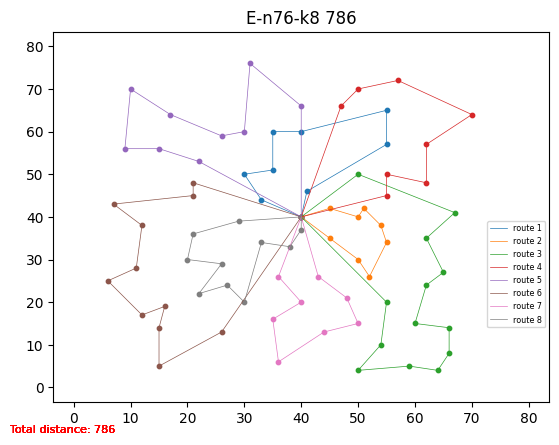 E-n76-k8 786
80
70
60
50
40
30
20
10
0
route 1
route 2
route 3
route 4
route 5
route 6
route 7
route 8
0 10 20 30 40 50 60 70 80
Total distance: 786